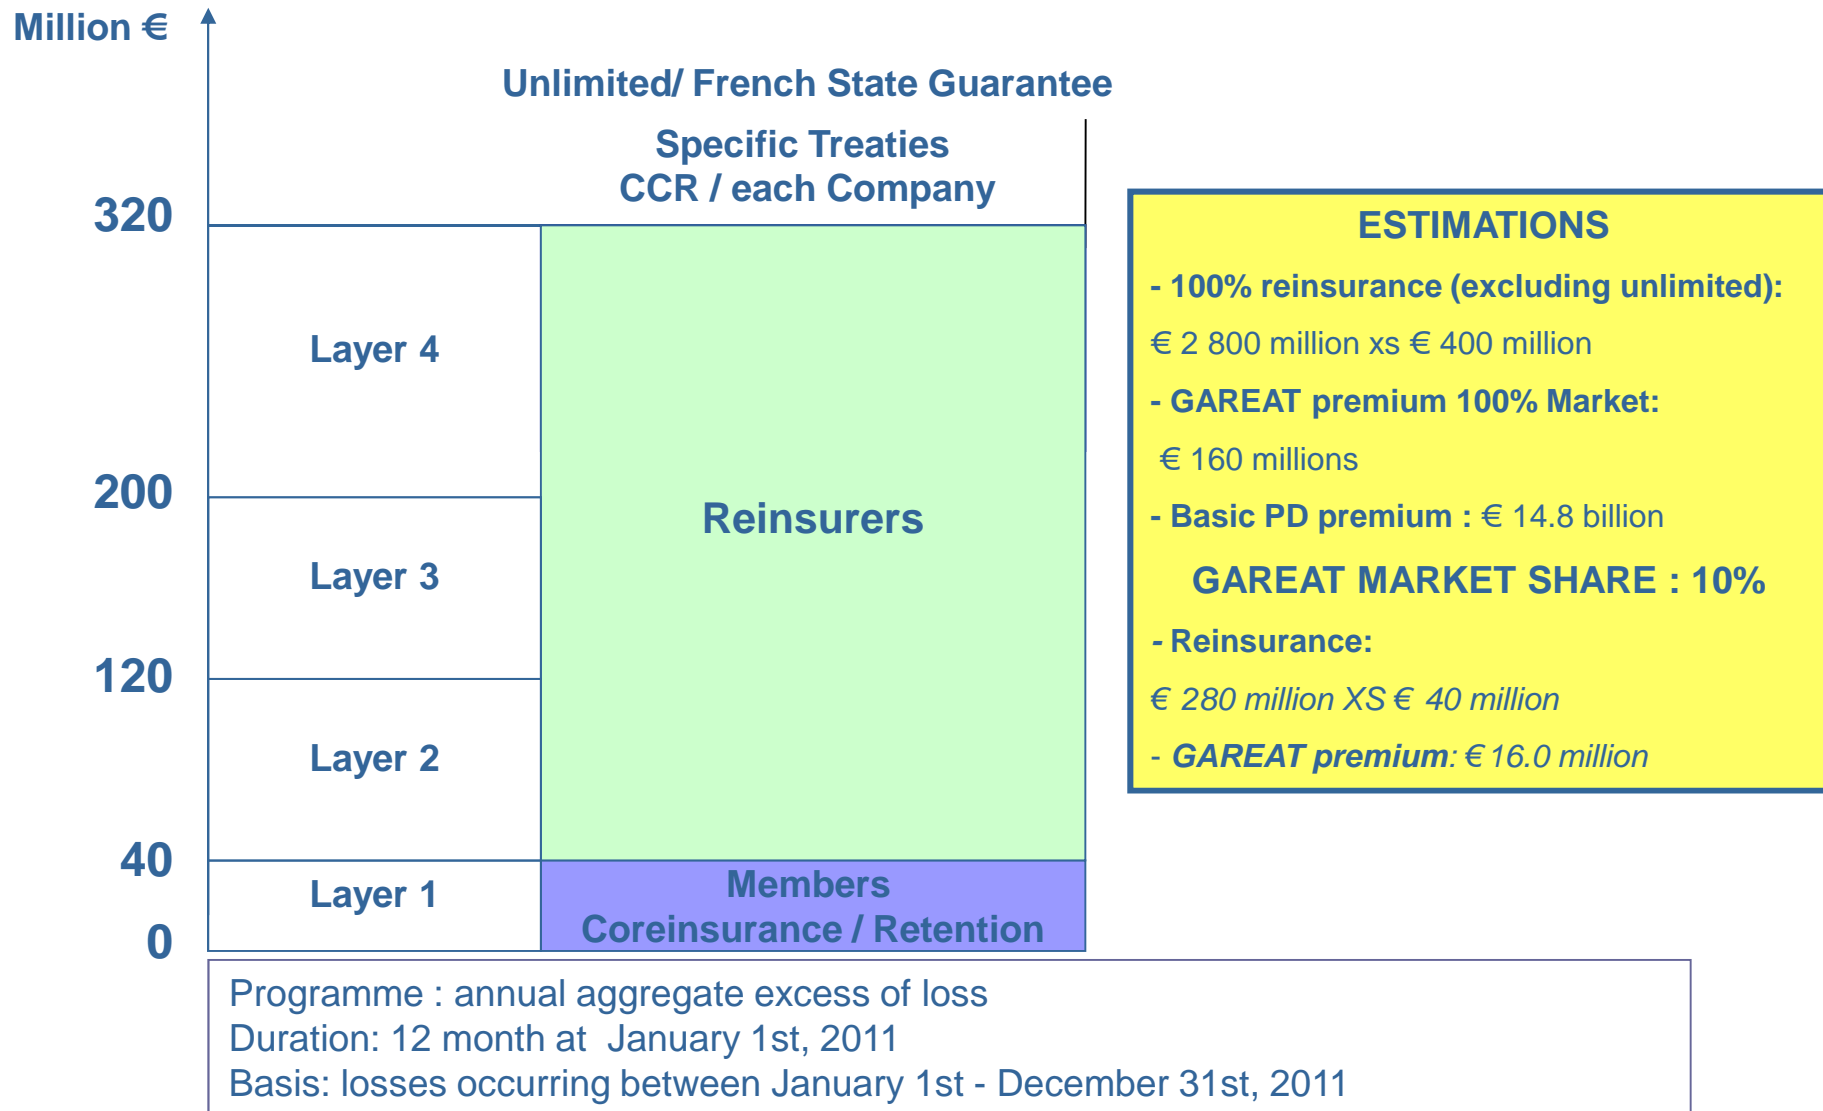 Million €
Unlimited/ French State Guarantee
Specific Treaties
CCR / each Company
320
Layer 4
200
Layer 3
120
Layer 2
40
Layer 1
0
Reinsurers
Members
Coreinsurance / Retention
ESTIMATIONS
- 100% reinsurance (excluding unlimited):
€ 2 800 million xs € 400 million
- GAREAT premium 100% Market:
€ 160 millions
- Basic PD premium : € 14.8 billion
GAREAT MARKET SHARE : 10%
- Reinsurance:
€ 280 million XS € 40 million
- GAREAT premium: € 16.0 million
Programme : annual aggregate excess of loss
Duration: 12 month at January 1st, 2011
Basis: losses occurring between January 1st - December 31st, 2011